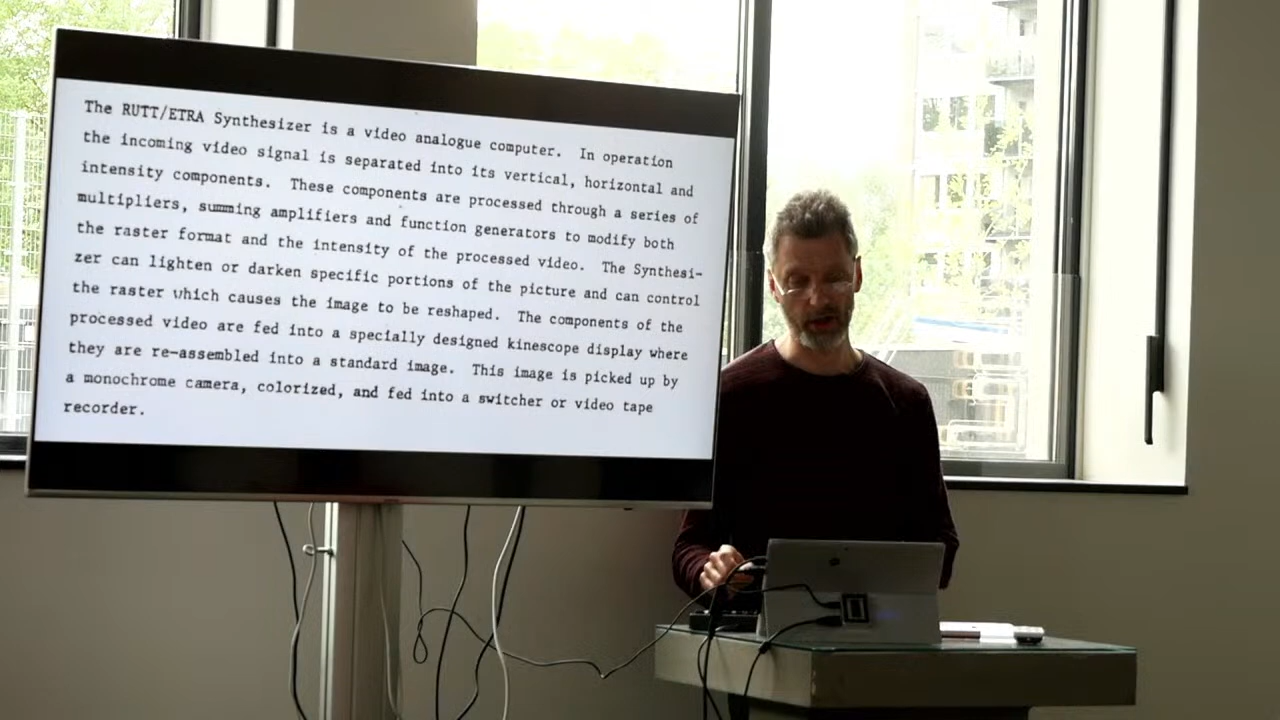 The RUTT/ETRA Synthesizer is a video analogue computer. In operation
the incoming video signal is separated into its vertical, horizontal and
intensity components. These components are processed through a series of
multipliers, summing amplifiers and function generators to modify both
the raster format and the intensity of the processed video. The Synthesi-
zer can lighten or darken specific portions of the picture and can control
the raster which causes the image to be reshaped. The components of the
processed video are fed into a specially designed kinescope display where
they are re-assembled into a standard image. This image is picked up by
a monochrome camera, colorized, and fed into a switcher or video tape
recorder.